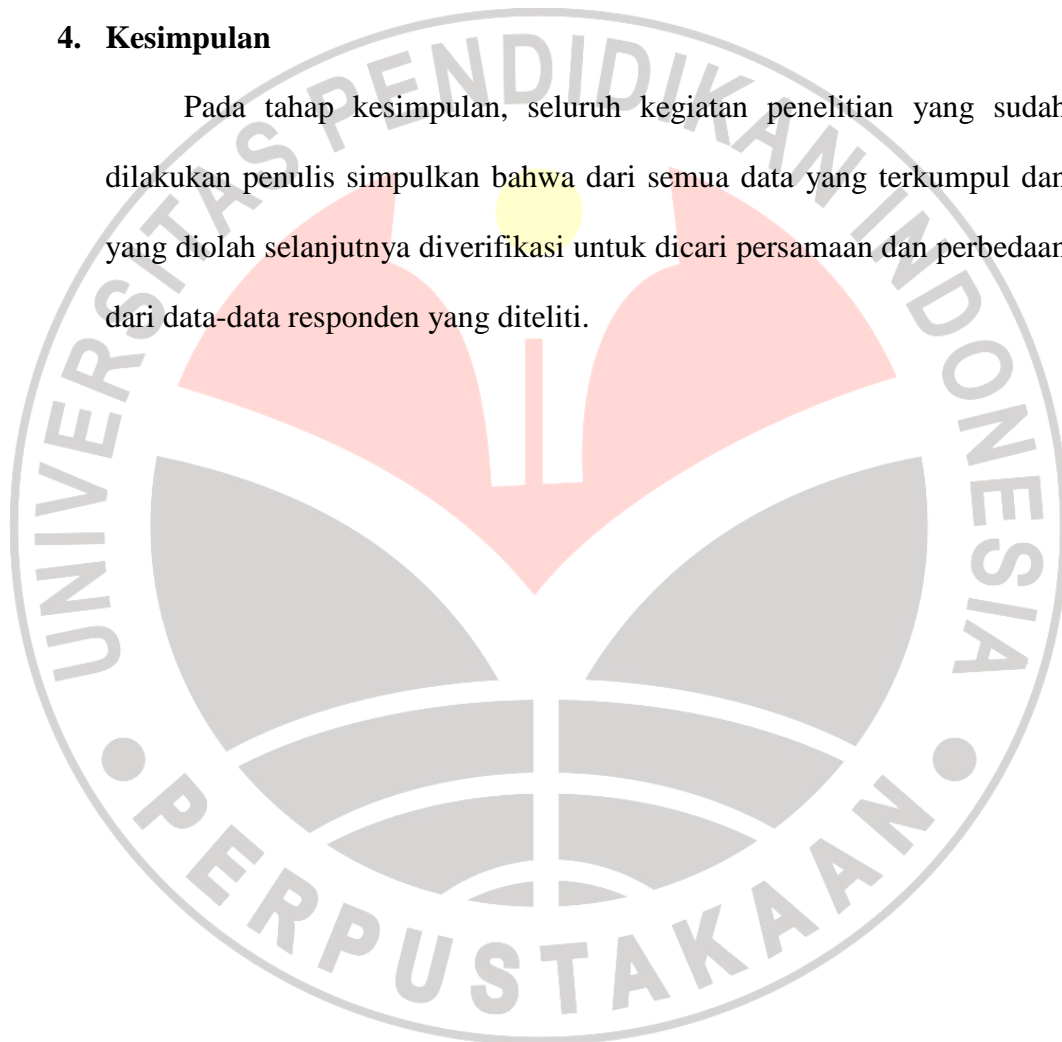 4. Kesimpulan
Pada tahap kesimpulan, seluruh kegiatan penelitian yang sudah
dilakukan penulis simpulkan bahwa dari semua data yang terkumpul dan
yang diolah selanjutnya diverifikasi untuk dicari persamaan dan perbedaan
dari data-data responden yang diteliti.
UNIVERSITAS PENDIDIKAN INDONESIA
PERPUSTAKAAN